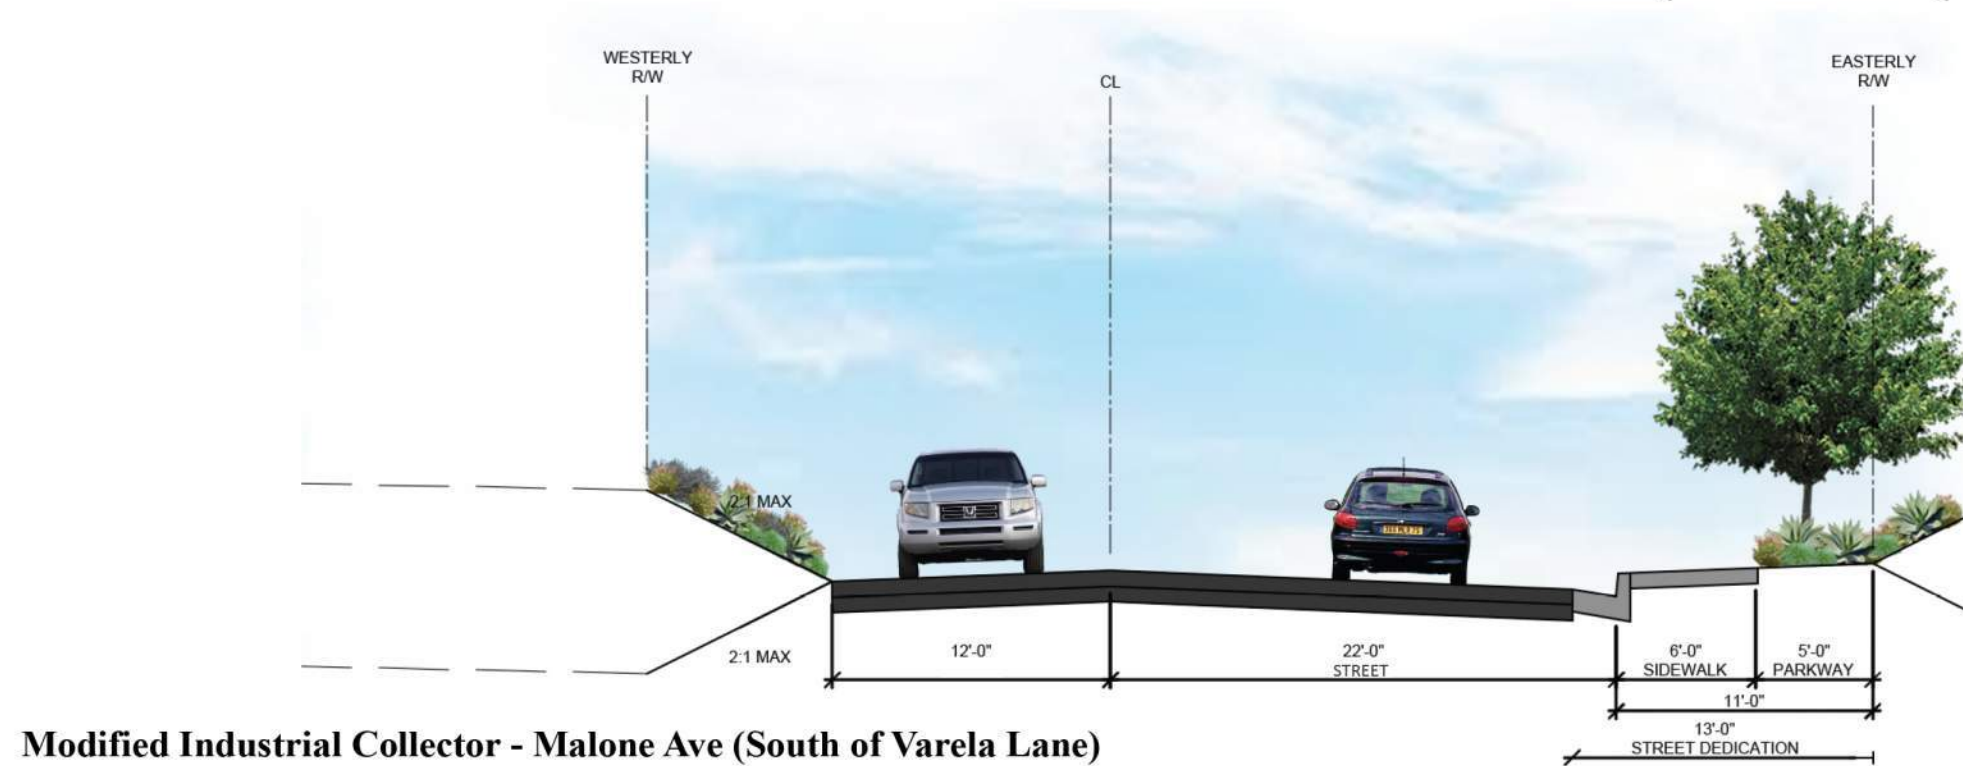 WESTERLY
R/W
CL
EASTERLY
R/W
2:1 MAX
2:1 MAX
12'-0"
22'-0"
STREET
6'-0"
SIDEWALK
5'-0"
PARKWAY
11'-0"
13'-0"
STREET DEDICATION
Modified Industrial Collector - Malone Ave (South of Varela Lane)